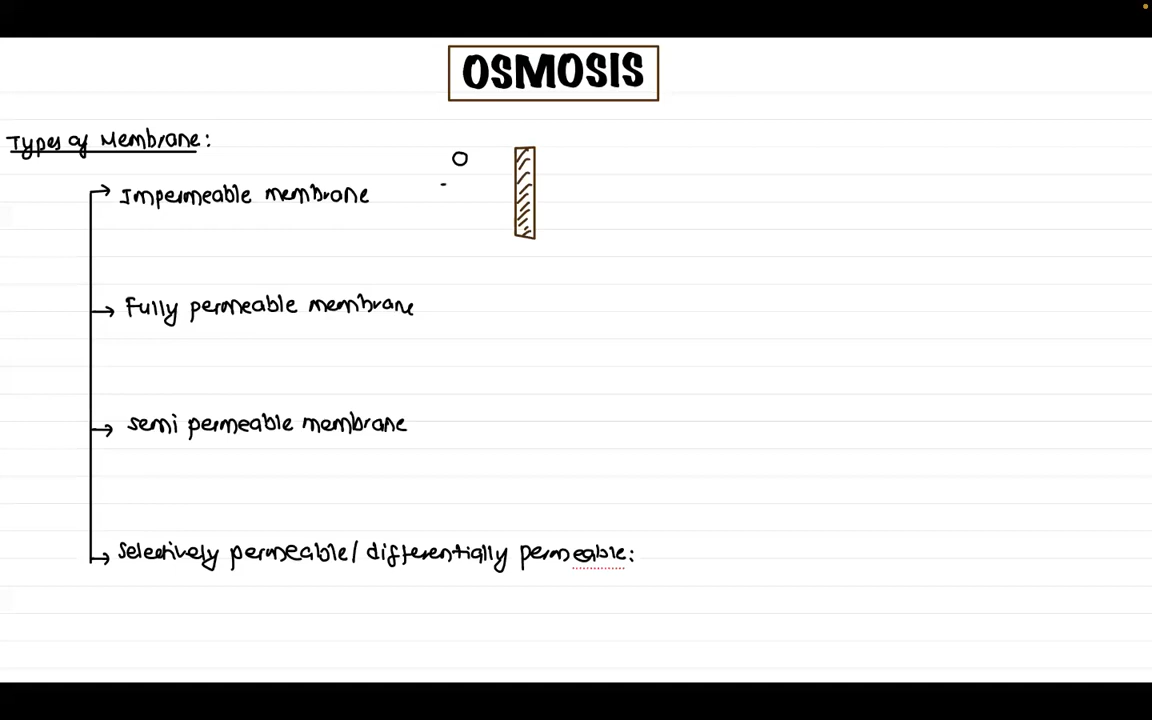 OSMOSIS
Types of Membrane:
Impermeable membrane
Fully permeable membrane
semi permeable membrane
Selectively permeable/differentially permeable: